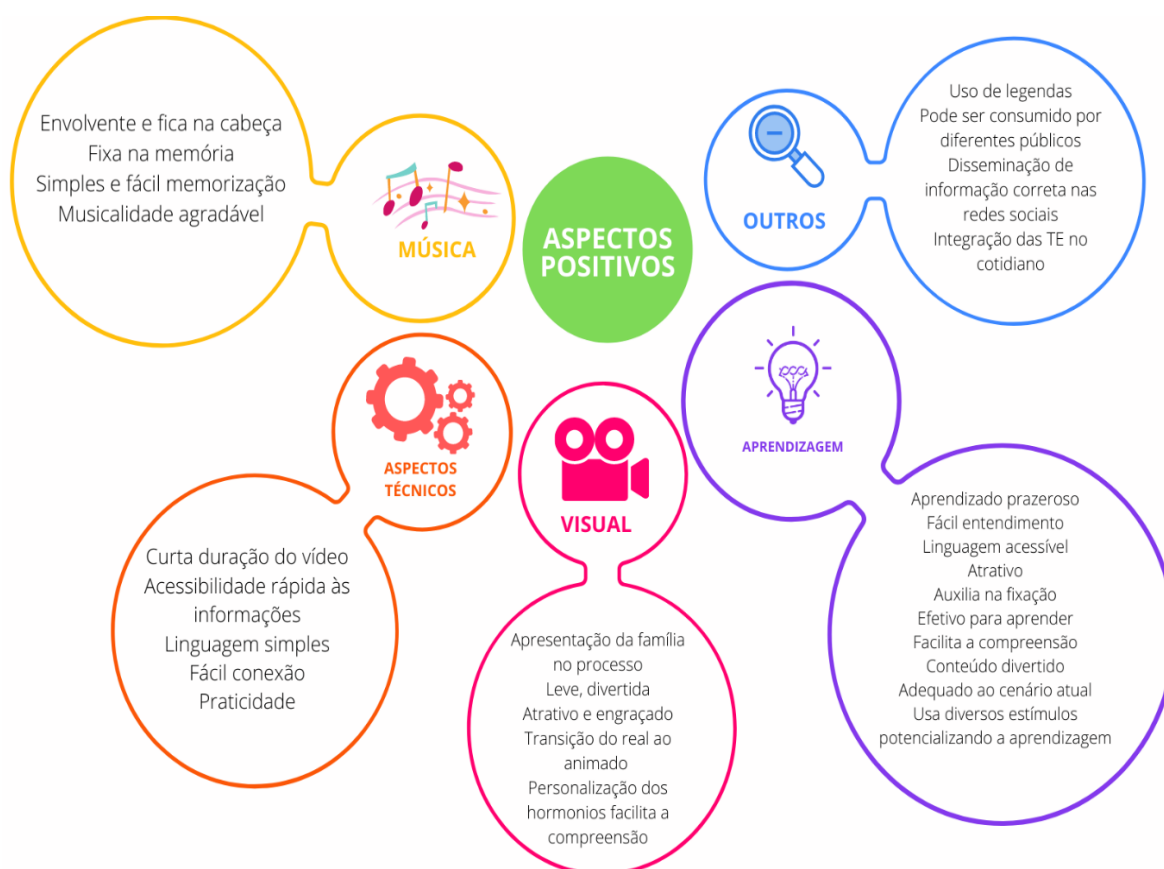 ASPECTOS
POSITIVOS
MÚSICA
Envolvente e fica na cabeça
Fixa na memória
Simples e fácil memorização
Musicalidade agradável
OUTROS
Uso de legendas
Pode ser consumido por
diferentes públicos
Disseminação de
informação correta nas
redes sociais
Integração das TE no
cotidiano
ASPECTOS
TÉCNICOS
Curta duração do vídeo
Acessibilidade rápida às
informações
Linguagem simples
Fácil conexão
Praticidade
VISUAL
Apresentação da família
no processo
Leve, divertida
Atrativo e engraçado
Transição do real ao
animado
Personalização dos
hormonios facilita a
compreensão
APRENDIZAGEM
Aprendizado prazeroso
Fácil entendimento
Linguagem acessível
Atrativo
Auxilia na fixação
Efetivo para aprender
Facilita a compreensão
Conteúdo divertido
Adequado ao cenário atual
Usa diversos estímulos
potencializando a aprendizagem